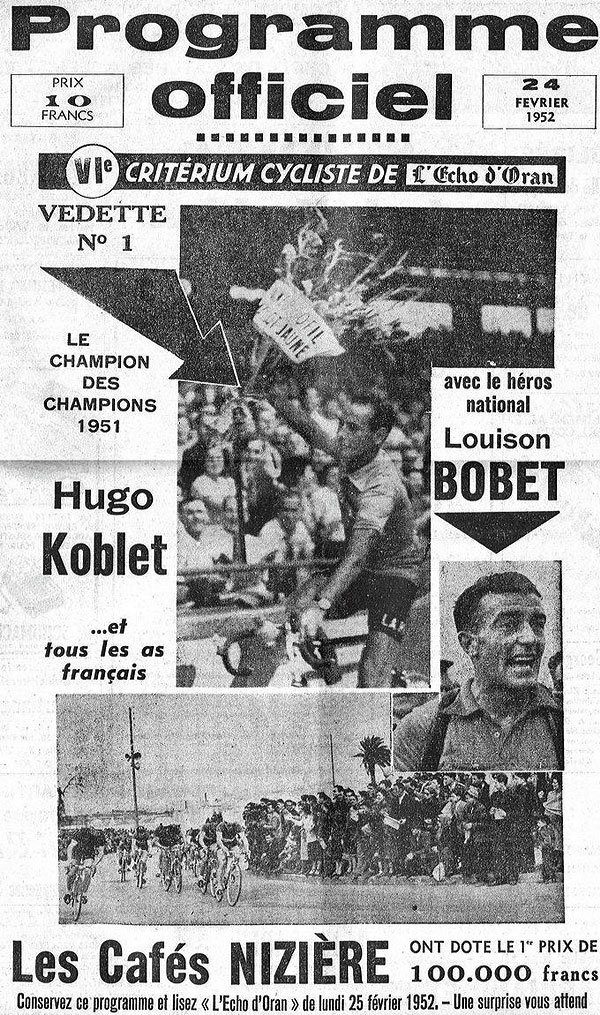 Programme
officiel
PRIX
10
FRANCS
24
FEVRIER
1952
VIe CRITÉRIUM CYCLISTE DE L'Echo d'Oran
VEDETTE
N° 1
LE
CHAMPION
DES
CHAMPIONS
1951
Hugo
Koblet
...et
tous les as
français
avec le héros
national
Louison
BOBET
Les Cafés NIZIÈRE
ONT DOTE LE 1er PRIX DE
100.000 francs
Conservez ce programme et lisez « L'Echo d'Oran » de lundi 25 février 1952. – Une surprise vous attend